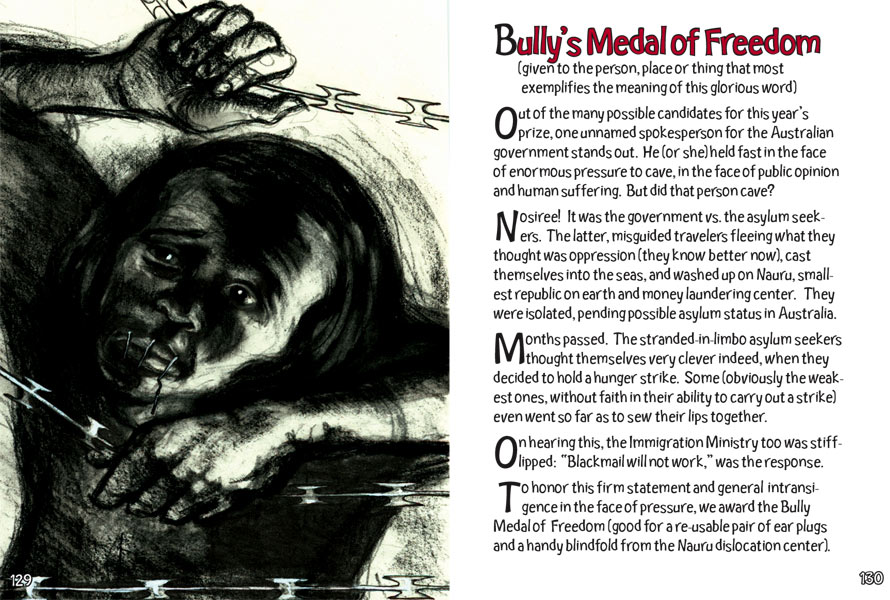 Bully's Medal of Freedom
(given to the person, place or thing that most
exemplifies the meaning of this glorious word)
Out of the many possible candidates for this year's
prize, one unnamed spokesperson for the Australian
government stands out. He (or she) held fast in the face
of enormous pressure to cave, in the face of public opinion
and human suffering. But did that person cave?
Nosiree! It was the government vs. the asylum seek-
ers. The latter, misguided travelers fleeing what they
thought was oppression (they know better now), cast
themselves into the seas, and washed up on Nauru, small-
est republic on earth and money laundering center. They
were isolated, pending possible asylum status in Australia.
Months passed. The stranded-in-limbo asylum seekers
thought themselves very clever indeed, when they
decided to hold a hunger strike. Some (obviously the weak-
est ones, without faith in their ability to carry out a strike)
even went so far as to sew their lips together.
On hearing this, the Immigration Ministry too was stiff-
lipped: "Blackmail will not work," was the response.
To honor this firm statement and general intransi-
gence in the face of pressure, we award the Bully
Medal of Freedom (good for a re-usable pair of ear plugs
and a handy blindfold from the Nauru dislocation center).
129
130